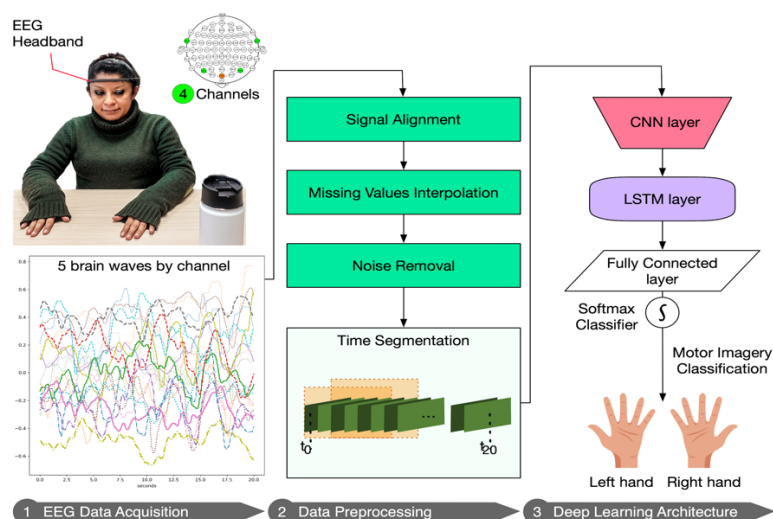 EEG
Headband
4 Channels
5 brain waves by channel
0.8
0.6
0.4
0.2
0.0
−0.2
−0.4
−0.6
0.0 2.5 5.0 7.5 10.0 12.5 15.0 17.5 20.0
seconds
1 EEG Data Acquisition
Signal Alignment
Missing Values Interpolation
Noise Removal
Time Segmentation
...
t0 t20
2 Data Preprocessing
CNN layer
LSTM layer
Fully Connected
layer
Softmax
Classifier
∫
Motor Imagery
Classification
Left hand Right hand
3 Deep Learning Architecture